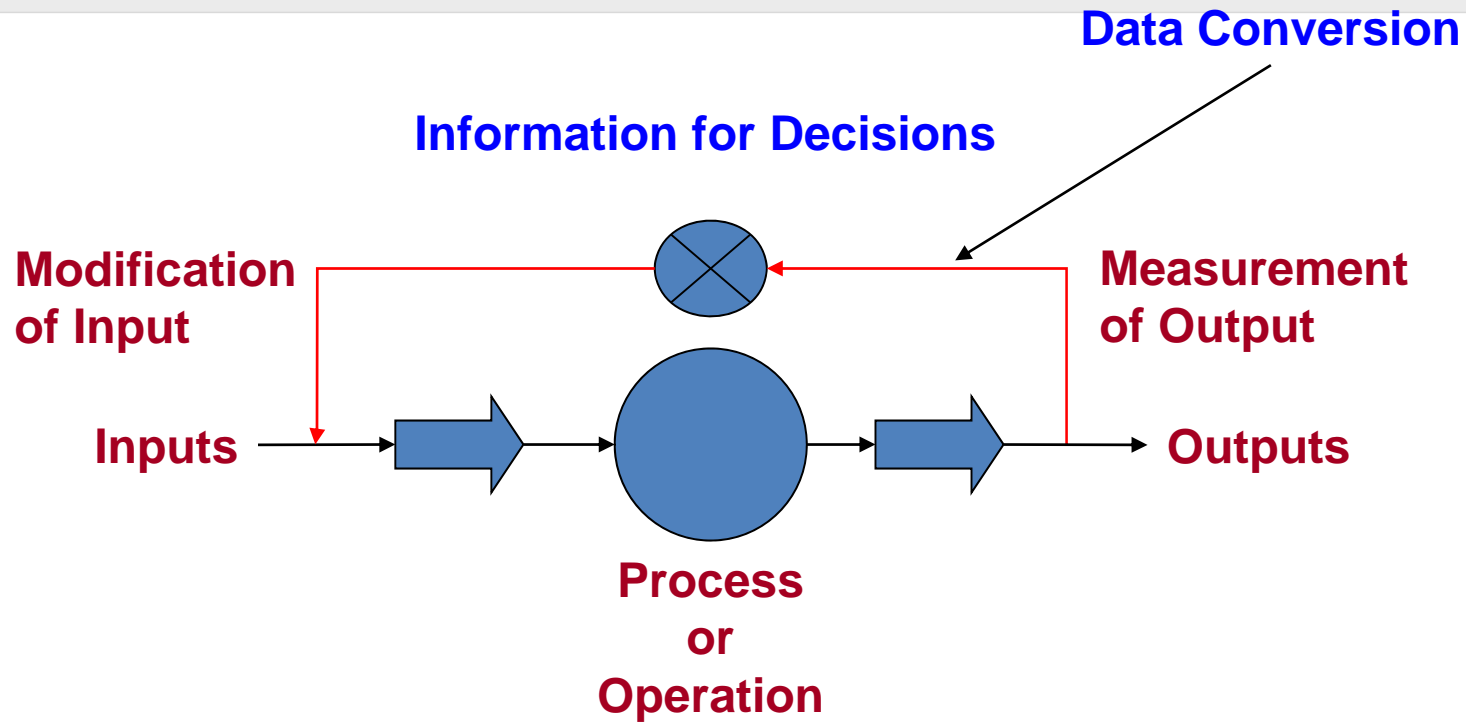 Data Conversion
Information for Decisions
Modification
of Input
Measurement
of Output
Inputs
Outputs
Process
or
Operation